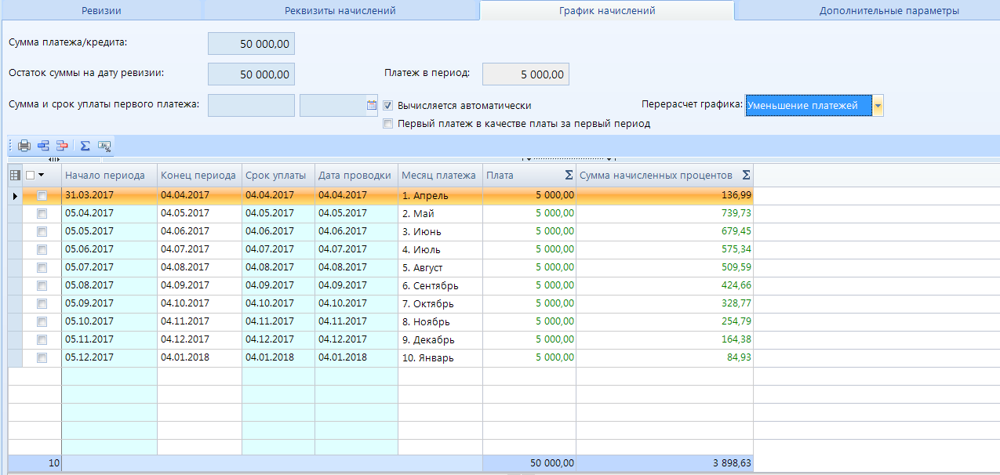 Ревизии Реквизиты начислений График начислений Дополнительные параметры
Сумма платежа/кредита: 50 000,00
Остаток суммы на дату ревизии: 50 000,00 Платеж в период: 5 000,00
Сумма и срок уплаты первого платежа: Вычисляется автоматически Перерасчет графика: Уменьшение платежей
Первый платеж в качестве платы за первый период
Начало периода Конец периода Срок уплаты Дата проводки Месяц платежа Плата Σ Сумма начисленных процентов Σ
31.03.2017 04.04.2017 04.04.2017 04.04.2017 1. Апрель 5 000,00 136,99
05.04.2017 04.05.2017 04.05.2017 04.05.2017 2. Май 5 000,00 739,73
05.05.2017 04.06.2017 04.06.2017 04.06.2017 3. Июнь 5 000,00 679,45
05.06.2017 04.07.2017 04.07.2017 04.07.2017 4. Июль 5 000,00 575,34
05.07.2017 04.08.2017 04.08.2017 04.08.2017 5. Август 5 000,00 509,59
05.08.2017 04.09.2017 04.09.2017 04.09.2017 6. Сентябрь 5 000,00 424,66
05.09.2017 04.10.2017 04.10.2017 04.10.2017 7. Октябрь 5 000,00 328,77
05.10.2017 04.11.2017 04.11.2017 04.11.2017 8. Ноябрь 5 000,00 254,79
05.11.2017 04.12.2017 04.12.2017 04.12.2017 9. Декабрь 5 000,00 164,38
05.12.2017 04.01.2018 04.01.2018 04.01.2018 10. Январь 5 000,00 84,93
10 50 000,00 3 898,63